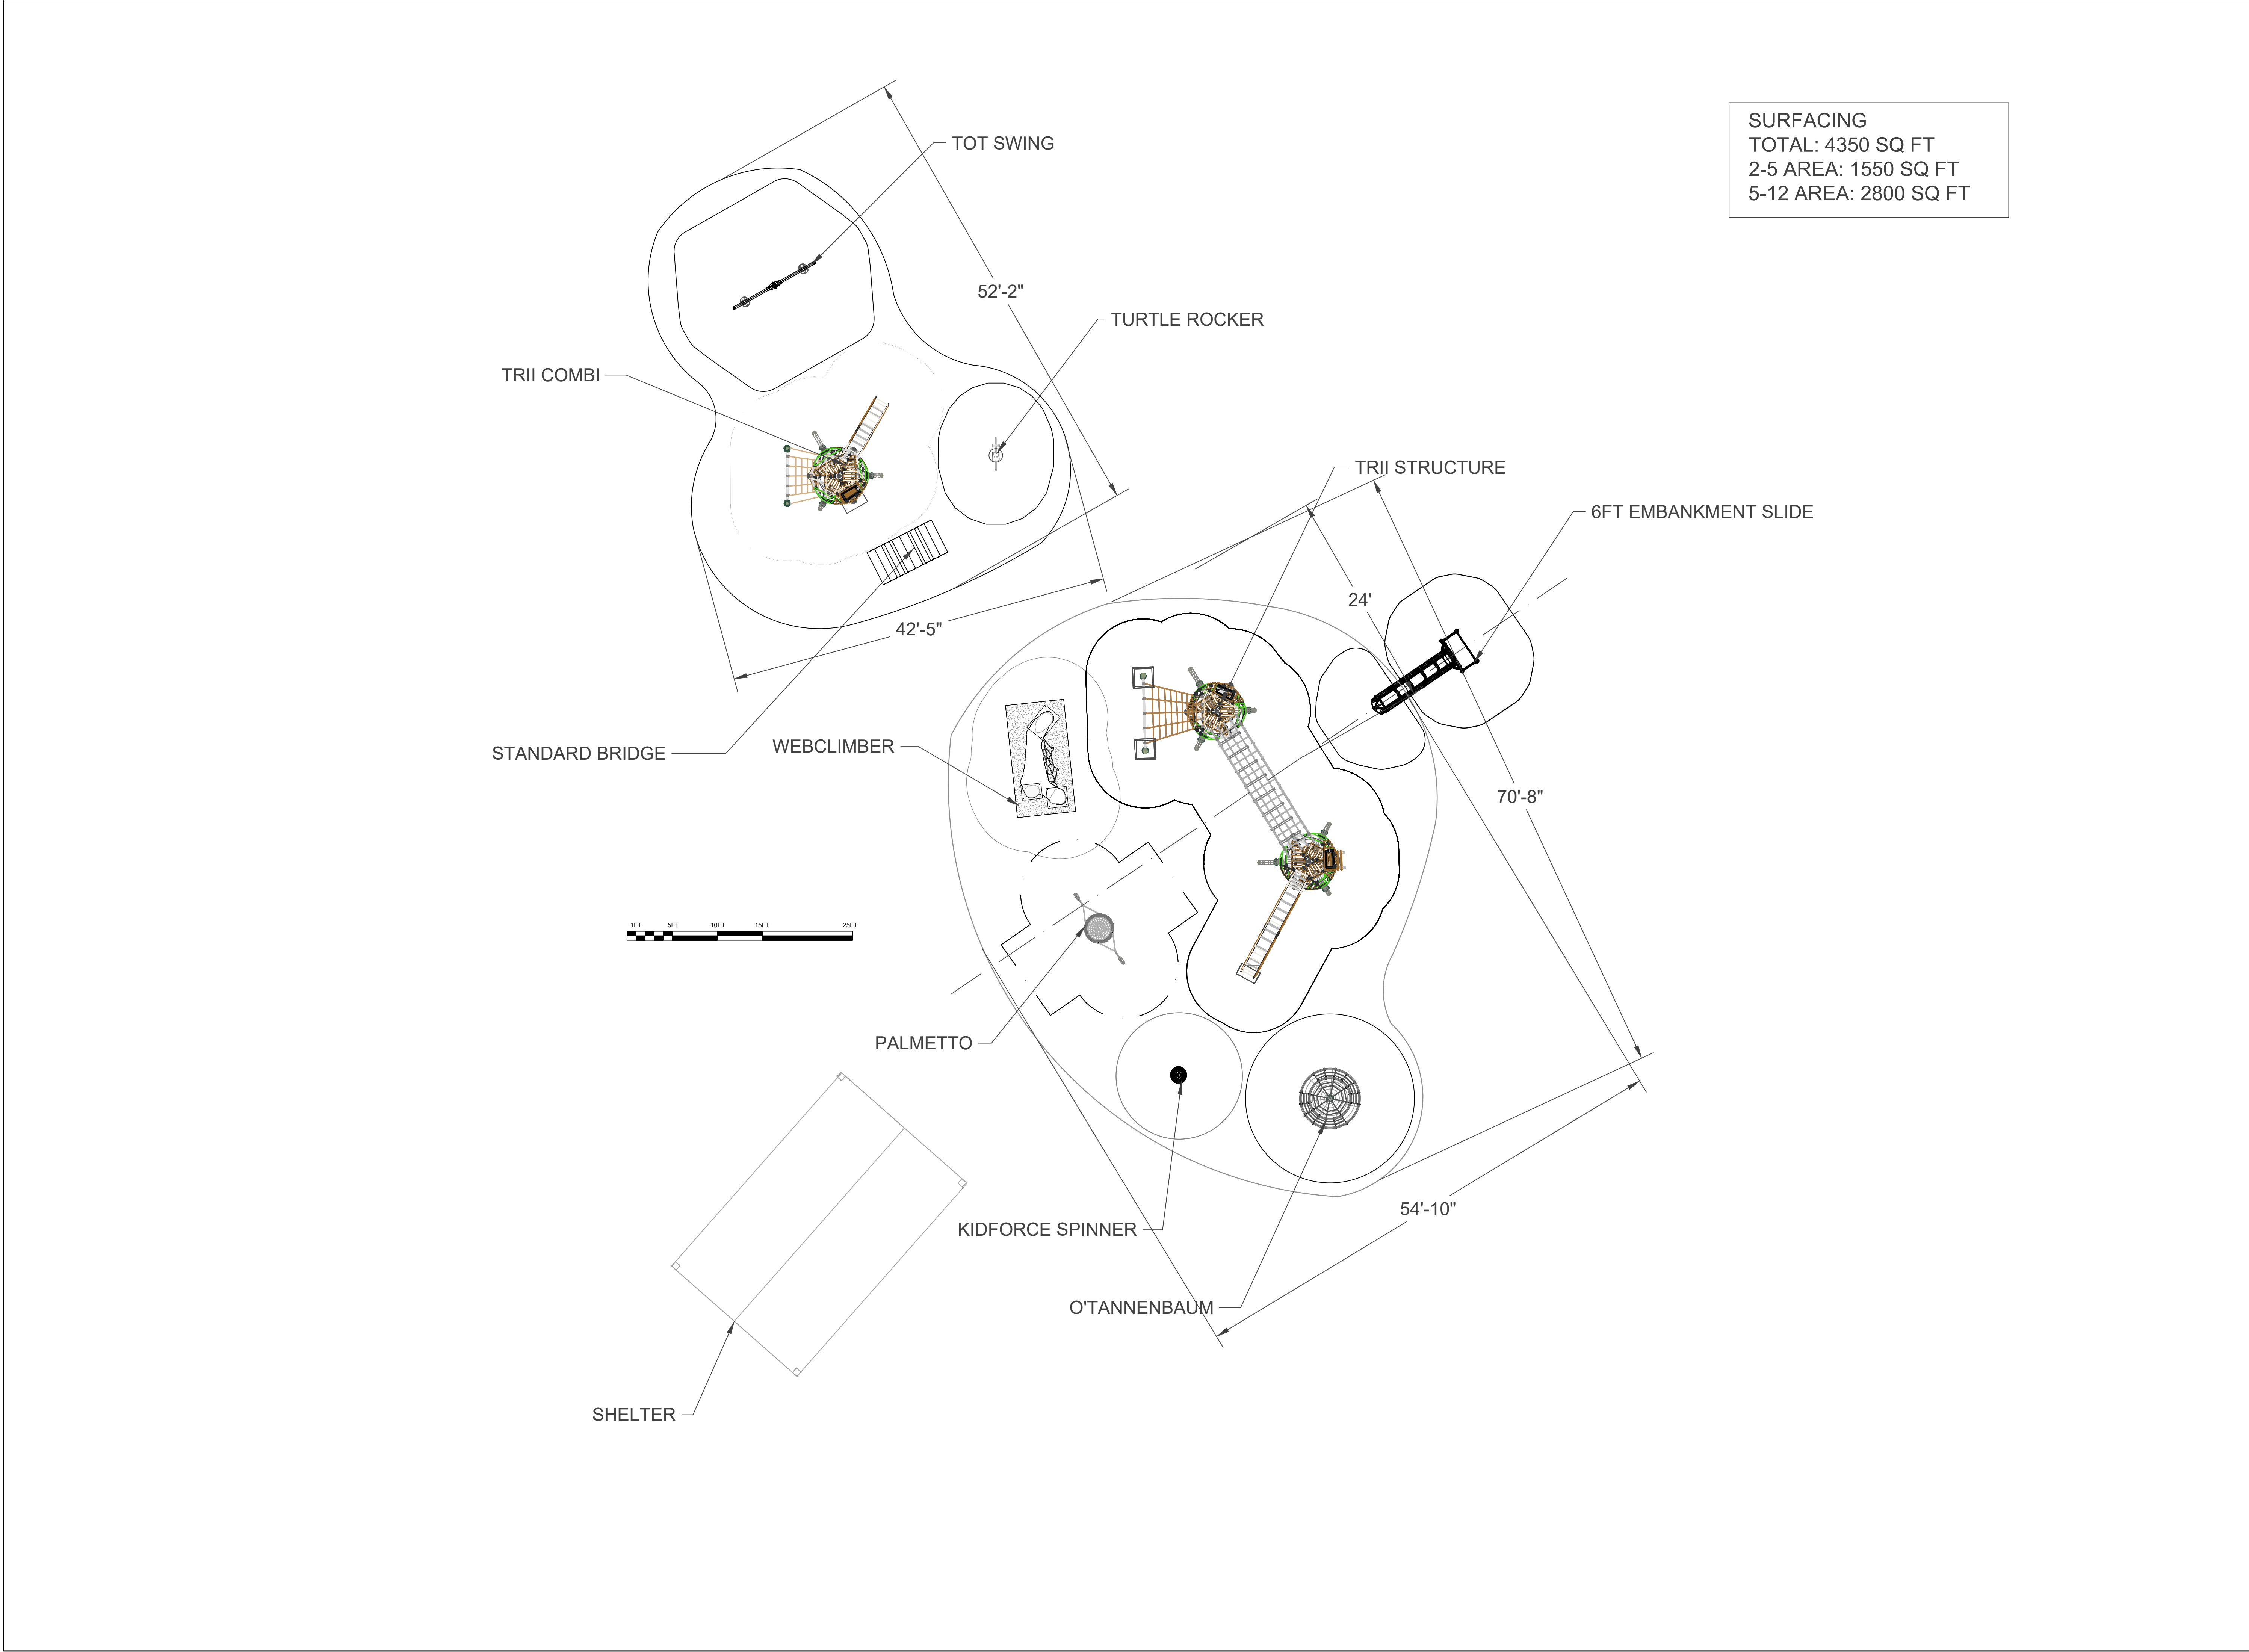 SURFACING
TOTAL: 4350 SQ FT
2-5 AREA: 1550 SQ FT
5-12 AREA: 2800 SQ FT
TOT SWING
52'-2"
TURTLE ROCKER
TRII COMBI
TRII STRUCTURE
6FT EMBANKMENT SLIDE
24'
42'-5"
STANDARD BRIDGE
WEBCLIMBER
70'-8"
1FT 5FT 10FT 15FT 25FT
PALMETTO
54'-10"
KIDFORCE SPINNER
O'TANNENBAUM
SHELTER